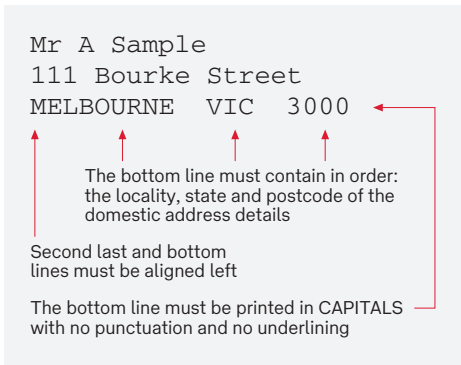 Mr A Sample
111 Bourke Street
MELBOURNE VIC 3000
The bottom line must contain in order:
the locality, state and postcode of the
domestic address details
Second last and bottom
lines must be aligned left
The bottom line must be printed in CAPITALS
with no punctuation and no underlining